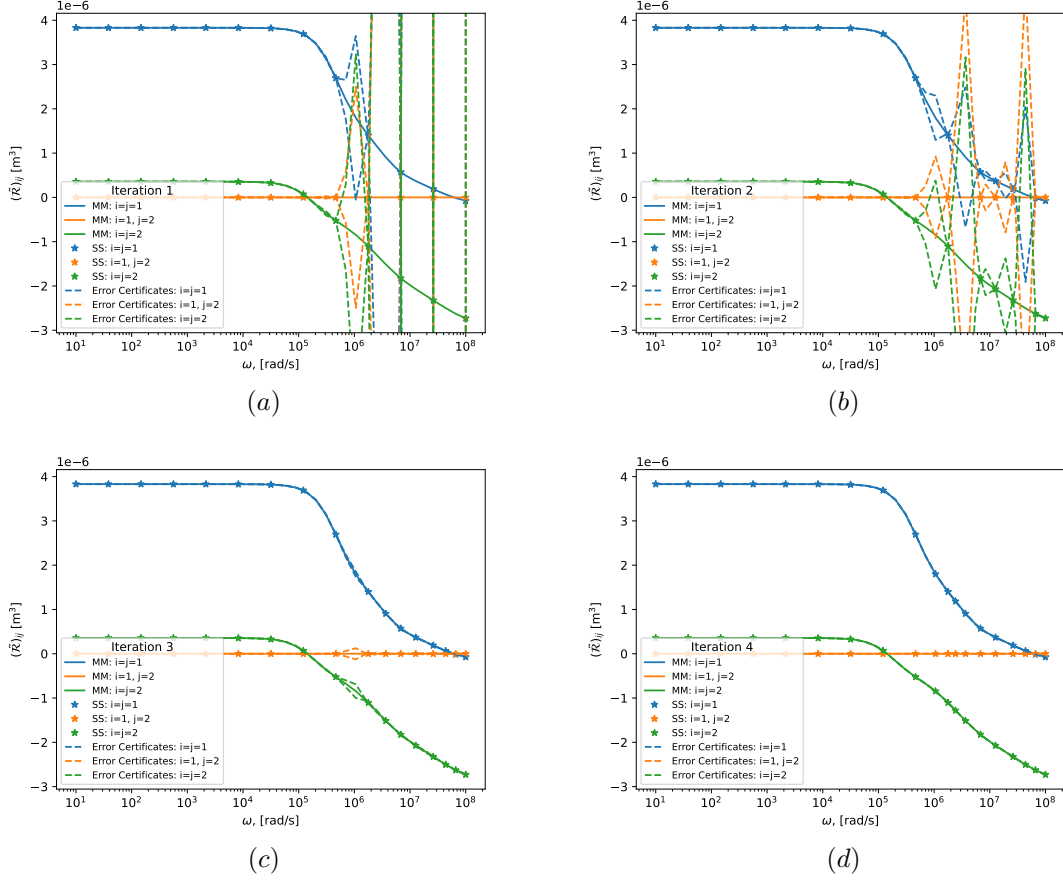 1e−6
4
3
2
1
0
−1
−2
−3
(R̃)ij [m³]
Iteration 1
MM: i=j=1
MM: i=1, j=2
MM: i=j=2
SS: i=j=1
SS: i=1, j=2
SS: i=j=2
Error Certificates: i=j=1
Error Certificates: i=1, j=2
Error Certificates: i=j=2
10¹ 10² 10³ 10⁴ 10⁵ 10⁶ 10⁷ 10⁸
ω, [rad/s]
(a)
1e−6
4
3
2
1
0
−1
−2
−3
(R̃)ij [m³]
Iteration 2
MM: i=j=1
MM: i=1, j=2
MM: i=j=2
SS: i=j=1
SS: i=1, j=2
SS: i=j=2
Error Certificates: i=j=1
Error Certificates: i=1, j=2
Error Certificates: i=j=2
10¹ 10² 10³ 10⁴ 10⁵ 10⁶ 10⁷ 10⁸
ω, [rad/s]
(b)
1e−6
4
3
2
1
0
−1
−2
−3
(R̃)ij [m³]
Iteration 3
MM: i=j=1
MM: i=1, j=2
MM: i=j=2
SS: i=j=1
SS: i=1, j=2
SS: i=j=2
Error Certificates: i=j=1
Error Certificates: i=1, j=2
Error Certificates: i=j=2
10¹ 10² 10³ 10⁴ 10⁵ 10⁶ 10⁷ 10⁸
ω, [rad/s]
(c)
1e−6
4
3
2
1
0
−1
−2
−3
(R̃)ij [m³]
Iteration 4
MM: i=j=1
MM: i=1, j=2
MM: i=j=2
SS: i=j=1
SS: i=1, j=2
SS: i=j=2
Error Certificates: i=j=1
Error Certificates: i=1, j=2
Error Certificates: i=j=2
10¹ 10² 10³ 10⁴ 10⁵ 10⁶ 10⁷ 10⁸
ω, [rad/s]
(d)